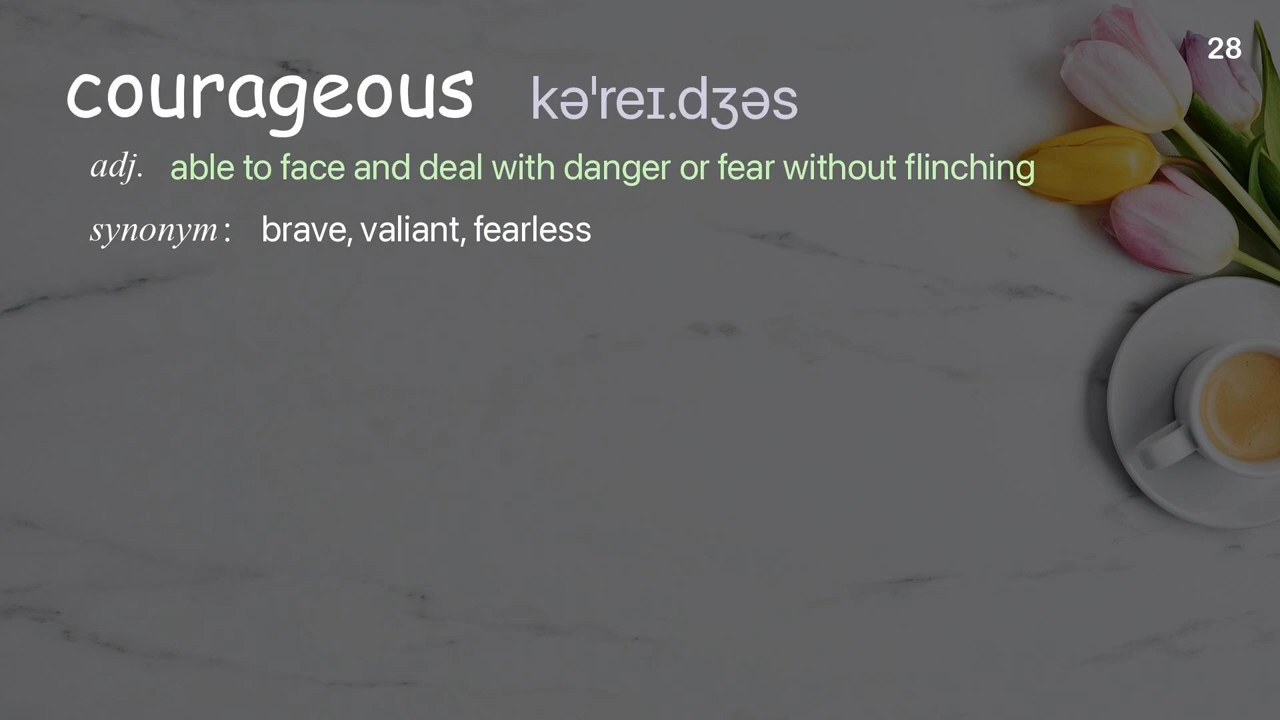 28
courageous kəˈreɪ.dʒəs
adj. able to face and deal with danger or fear without flinching
synonym: brave, valiant, fearless